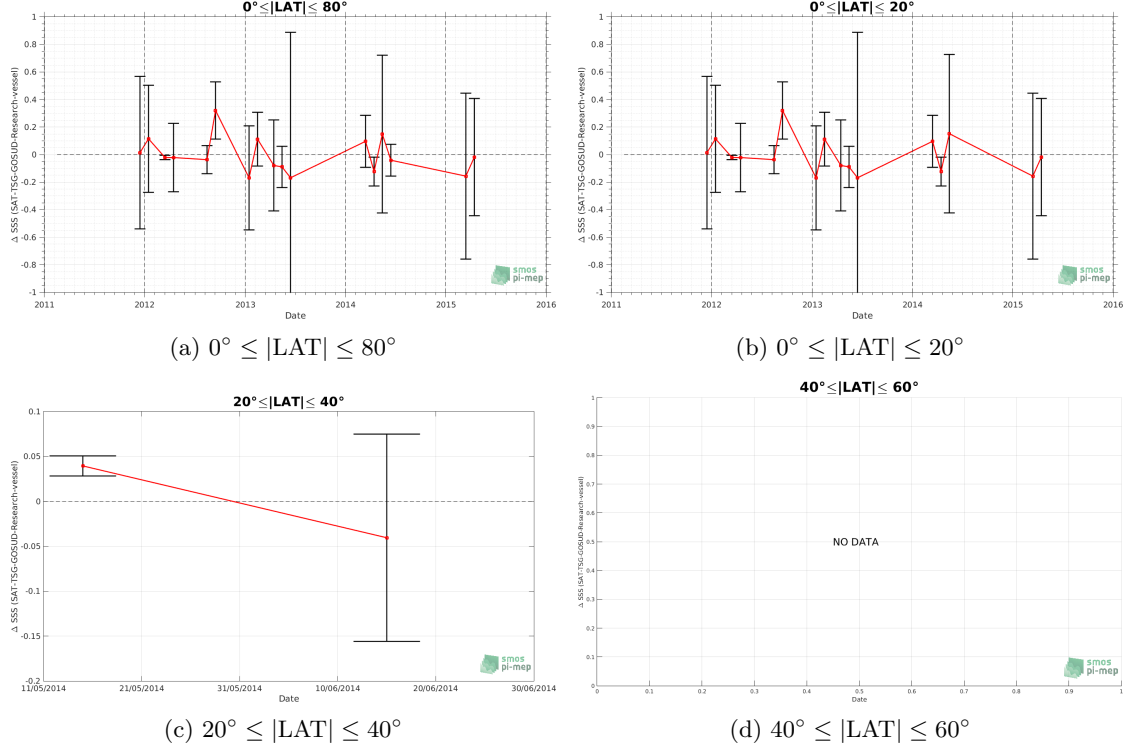 0°≤|LAT|≤ 80°
Δ SSS (SAT-TSG-GOSUD-Research-vessel)
1
0.8
0.6
0.4
0.2
0
-0.2
-0.4
-0.6
-0.8
-1
2011 2012 2013 2014 2015 2016
Date
smos
pi-mep
(a) 0° ≤ |LAT| ≤ 80°
0°≤|LAT|≤ 20°
Δ SSS (SAT-TSG-GOSUD-Research-vessel)
1
0.8
0.6
0.4
0.2
0
-0.2
-0.4
-0.6
-0.8
-1
2011 2012 2013 2014 2015 2016
Date
smos
pi-mep
(b) 0° ≤ |LAT| ≤ 20°
20°≤|LAT|≤ 40°
Δ SSS (SAT-TSG-GOSUD-Research-vessel)
0.1
0.05
0
-0.05
-0.1
-0.15
-0.2
11/05/2014 21/05/2014 31/05/2014 10/06/2014 20/06/2014 30/06/2014
Date
smos
pi-mep
(c) 20° ≤ |LAT| ≤ 40°
40°≤|LAT|≤ 60°
Δ SSS (SAT-TSG-GOSUD-Research-vessel)
1
0.9
0.8
0.7
0.6
0.5
0.4
0.3
0.2
0.1
0
NO DATA
0 0.1 0.2 0.3 0.4 0.5 0.6 0.7 0.8 0.9 1
Date
smos
pi-mep
(d) 40° ≤ |LAT| ≤ 60°